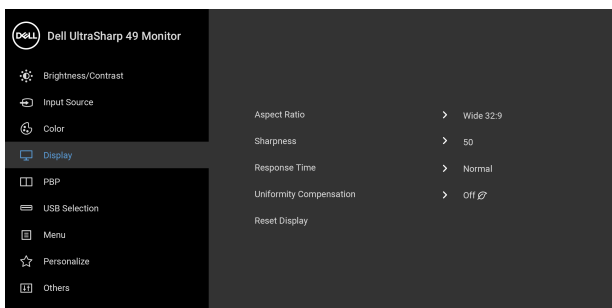 DELL
Dell UltraSharp 49 Monitor
Brightness/Contrast
Input Source
Color
Display
PBP
USB Selection
Menu
Personalize
Others
Aspect Ratio > Wide 32:9
Sharpness > 50
Response Time > Normal
Uniformity Compensation > Off
Reset Display